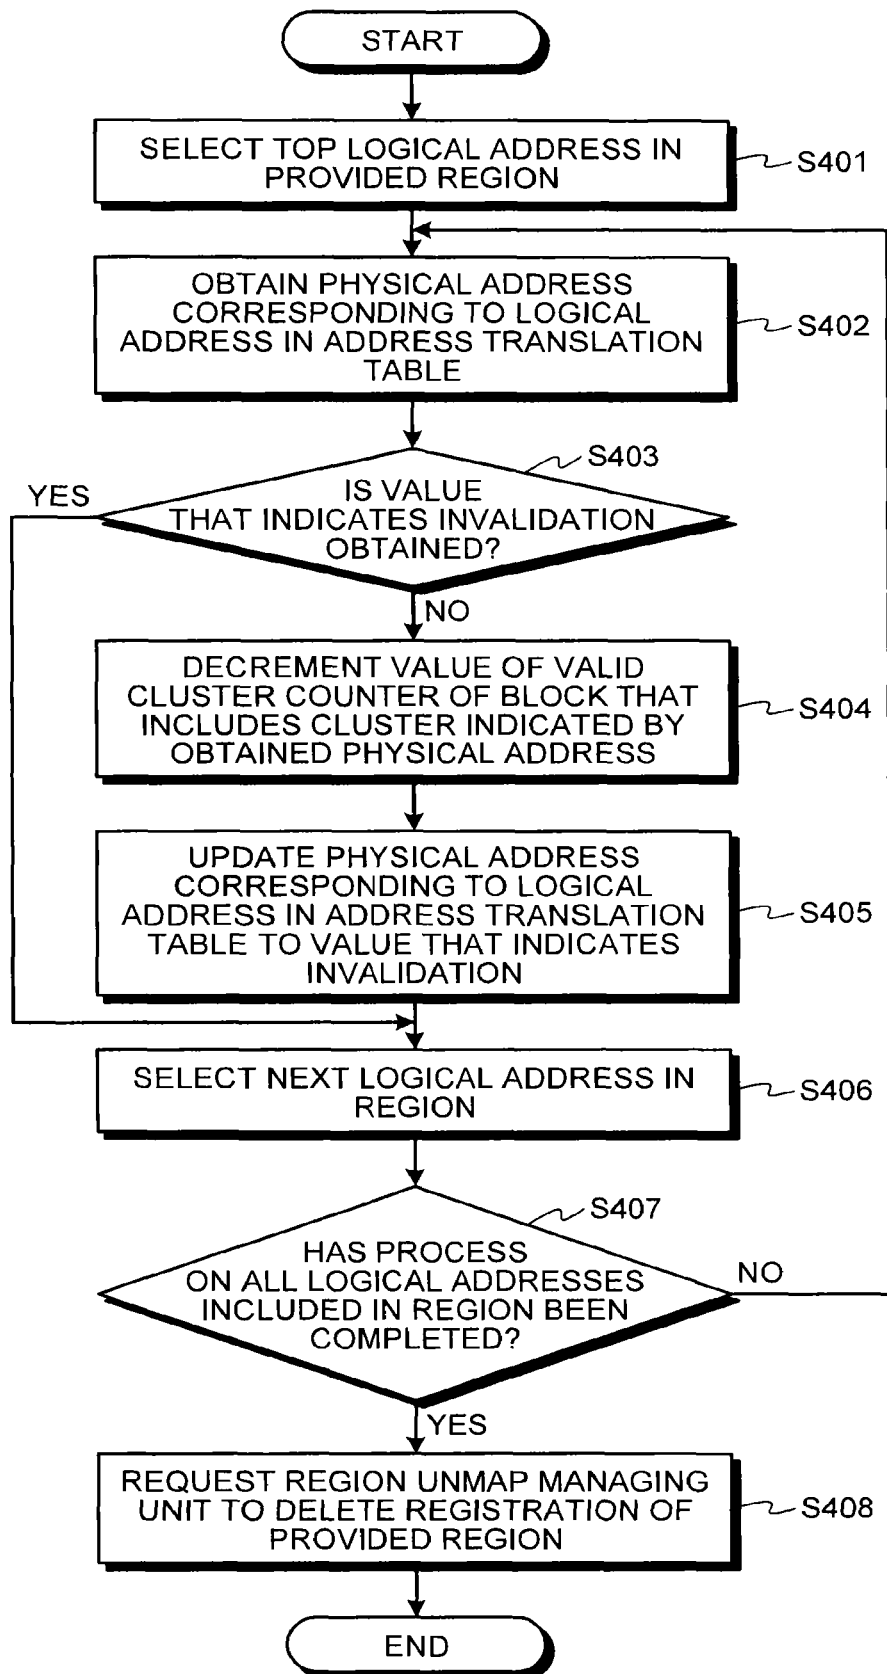 START
SELECT TOP LOGICAL ADDRESS IN
PROVIDED REGION
S401
OBTAIN PHYSICAL ADDRESS
CORRESPONDING TO LOGICAL
ADDRESS IN ADDRESS TRANSLATION
TABLE
S402
S403
YES
IS VALUE
THAT INDICATES INVALIDATION
OBTAINED?
NO
DECREMENT VALUE OF VALID
CLUSTER COUNTER OF BLOCK THAT
INCLUDES CLUSTER INDICATED BY
OBTAINED PHYSICAL ADDRESS
S404
UPDATE PHYSICAL ADDRESS
CORRESPONDING TO LOGICAL
ADDRESS IN ADDRESS TRANSLATION
TABLE TO VALUE THAT INDICATES
INVALIDATION
S405
SELECT NEXT LOGICAL ADDRESS IN
REGION
S406
S407
HAS PROCESS
ON ALL LOGICAL ADDRESSES
INCLUDED IN REGION BEEN
COMPLETED?
NO
YES
REQUEST REGION UNMAP MANAGING
UNIT TO DELETE REGISTRATION OF
PROVIDED REGION
S408
END